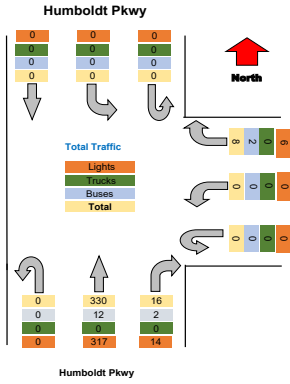 Humboldt Pkwy
0 0 0
0 0 0
0 0 0
0 0 0
North
Total Traffic
Lights
Trucks
Buses
Total
8 2 0 6
0 0 0 0
0 0 0 0
0 330 16
0 12 2
0 0 0
0 317 14
Humboldt Pkwy